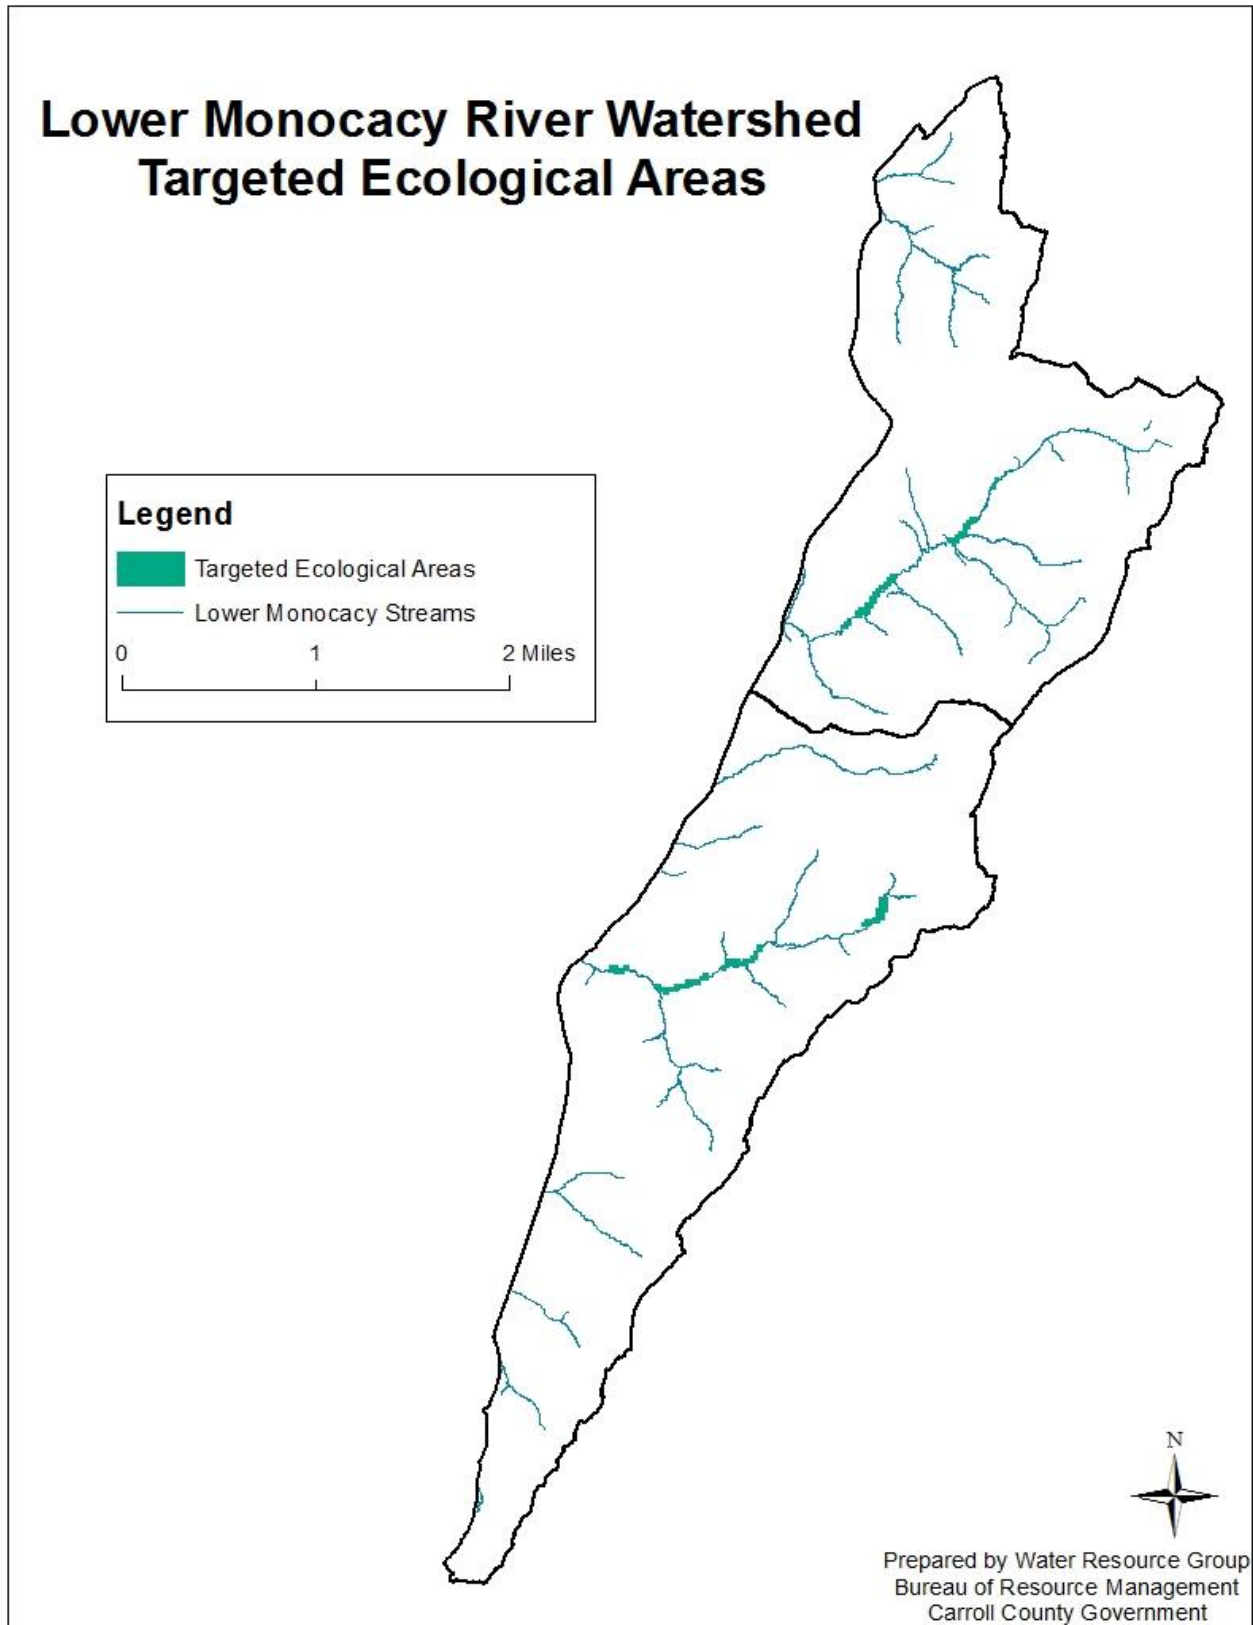 Lower Monocacy River Watershed
Targeted Ecological Areas
Legend
Targeted Ecological Areas
Lower Monocacy Streams
0 1 2 Miles
N
Prepared by Water Resource Group
Bureau of Resource Management
Carroll County Government